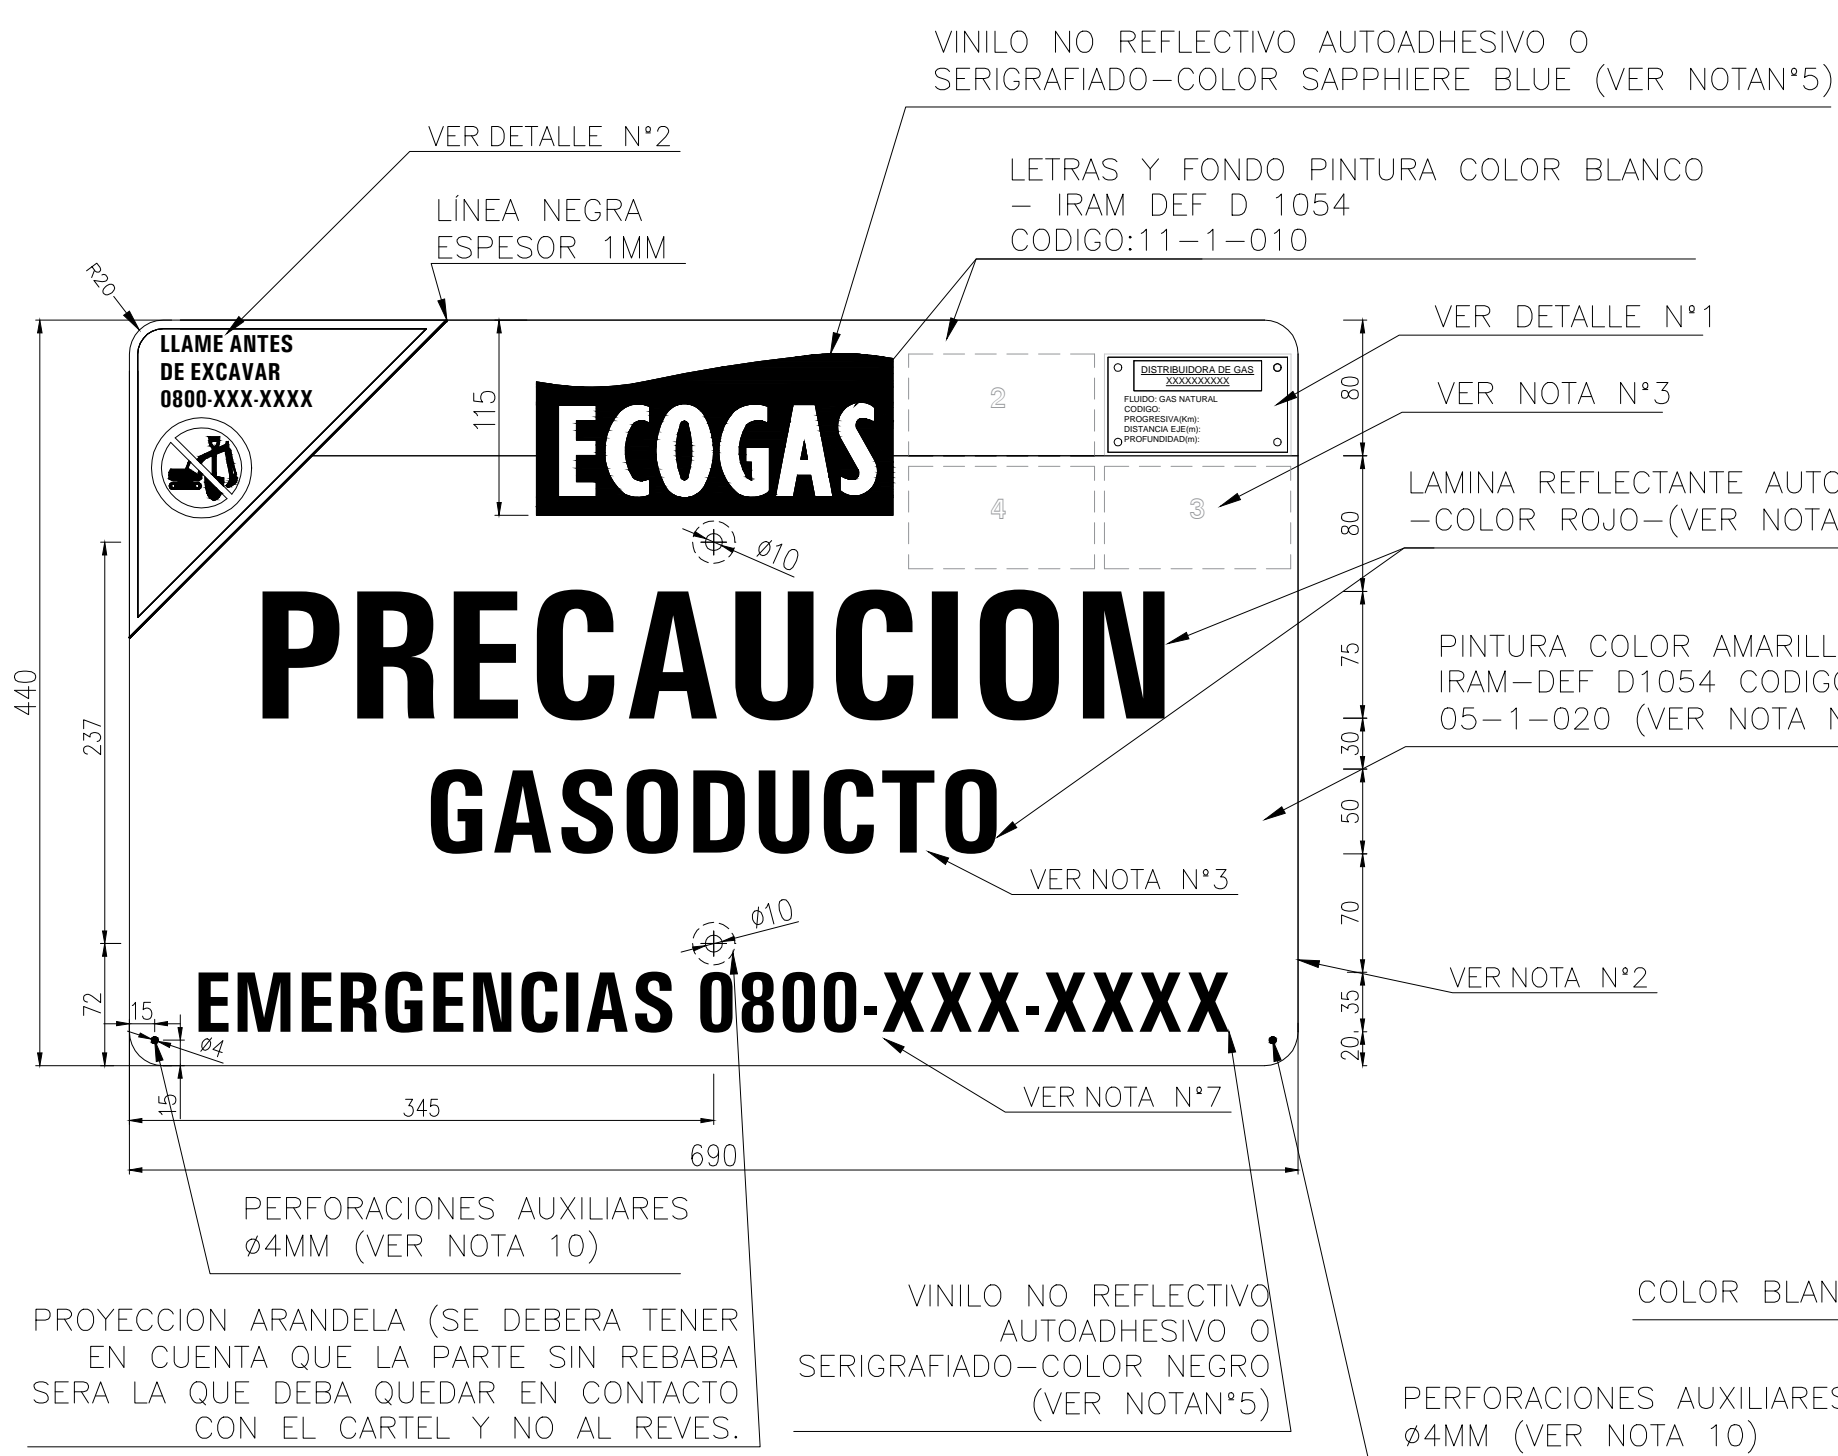 VINILO NO REFLECTIVO AUTOADHESIVO O
SERIGRAFIADO-COLOR SAPPHIERE BLUE (VER NOTAN°5)
VER DETALLE N°2
LETRAS Y FONDO PINTURA COLOR BLANCO
- IRAM DEF D 1054
CODIGO:11-1-010
LÍNEA NEGRA
ESPESOR 1MM
R20
VER DETALLE N°1
LLAME ANTES
DE EXCAVAR
0800-XXX-XXXX
115
ECOGAS
2
DISTRIBUIDORA DE GAS
XXXXXXXXXX
FLUIDO: GAS NATURAL
CODIGO:
PROGRESIVA(Km):
DISTANCIA EJE(m):
PROFUNDIDAD(m):
80
VER NOTA N°3
4
3
80
LAMINA REFLECTANTE AUTO
-COLOR ROJO-(VER NOTA
ø10
PRECAUCION
75
PINTURA COLOR AMARILL
IRAM-DEF D1054 CODIGO
05-1-020 (VER NOTA N
440
237
30
GASODUCTO
50
VER NOTA N°3
70
ø10
VER NOTA N°2
EMERGENCIAS 0800-XXX-XXXX
72
15
ø4
35
20
15
VER NOTA N°7
345
690
PERFORACIONES AUXILIARES
ø4MM (VER NOTA 10)
PROYECCION ARANDELA (SE DEBERA TENER
EN CUENTA QUE LA PARTE SIN REBABA
SERA LA QUE DEBA QUEDAR EN CONTACTO
CON EL CARTEL Y NO AL REVES.
VINILO NO REFLECTIVO
AUTOADHESIVO O
SERIGRAFIADO-COLOR NEGRO
(VER NOTAN°5)
COLOR BLAN
PERFORACIONES AUXILIARES
ø4MM (VER NOTA 10)